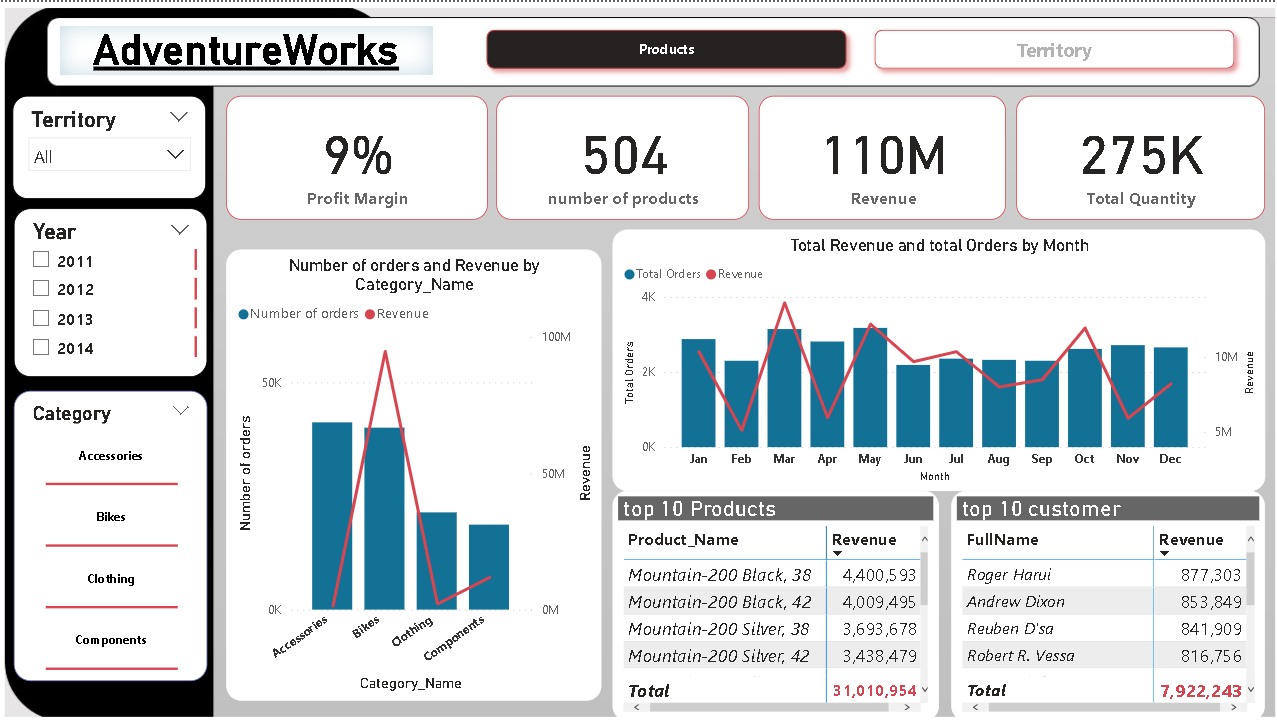 AdventureWorks
Products
Territory
Territory
All
Year
2011
2012
2013
2014
Category
Accessories
Bikes
Clothing
Components
9%
Profit Margin
504
number of products
110M
Revenue
275K
Total Quantity
Number of orders and Revenue by
Category_Name
Number of orders Revenue
100M
50K
50M
0K
0M
Number of orders
Revenue
Accessories
Bikes
Clothing
Components
Category_Name
Total Revenue and total Orders by Month
Total Orders Revenue
4K
2K
0K
10M
5M
Total Orders
Revenue
Jan Feb Mar Apr May Jun Jul Aug Sep Oct Nov Dec
Month
top 10 Products
Product_Name Revenue
Mountain-200 Black, 38 4,400,593
Mountain-200 Black, 42 4,009,495
Mountain-200 Silver, 38 3,693,678
Mountain-200 Silver, 42 3,438,479
Total 31,010,954
top 10 customer
FullName Revenue
Roger Harui 877,303
Andrew Dixon 853,849
Reuben D'sa 841,909
Robert R. Vessa 816,756
Total 7,922,243